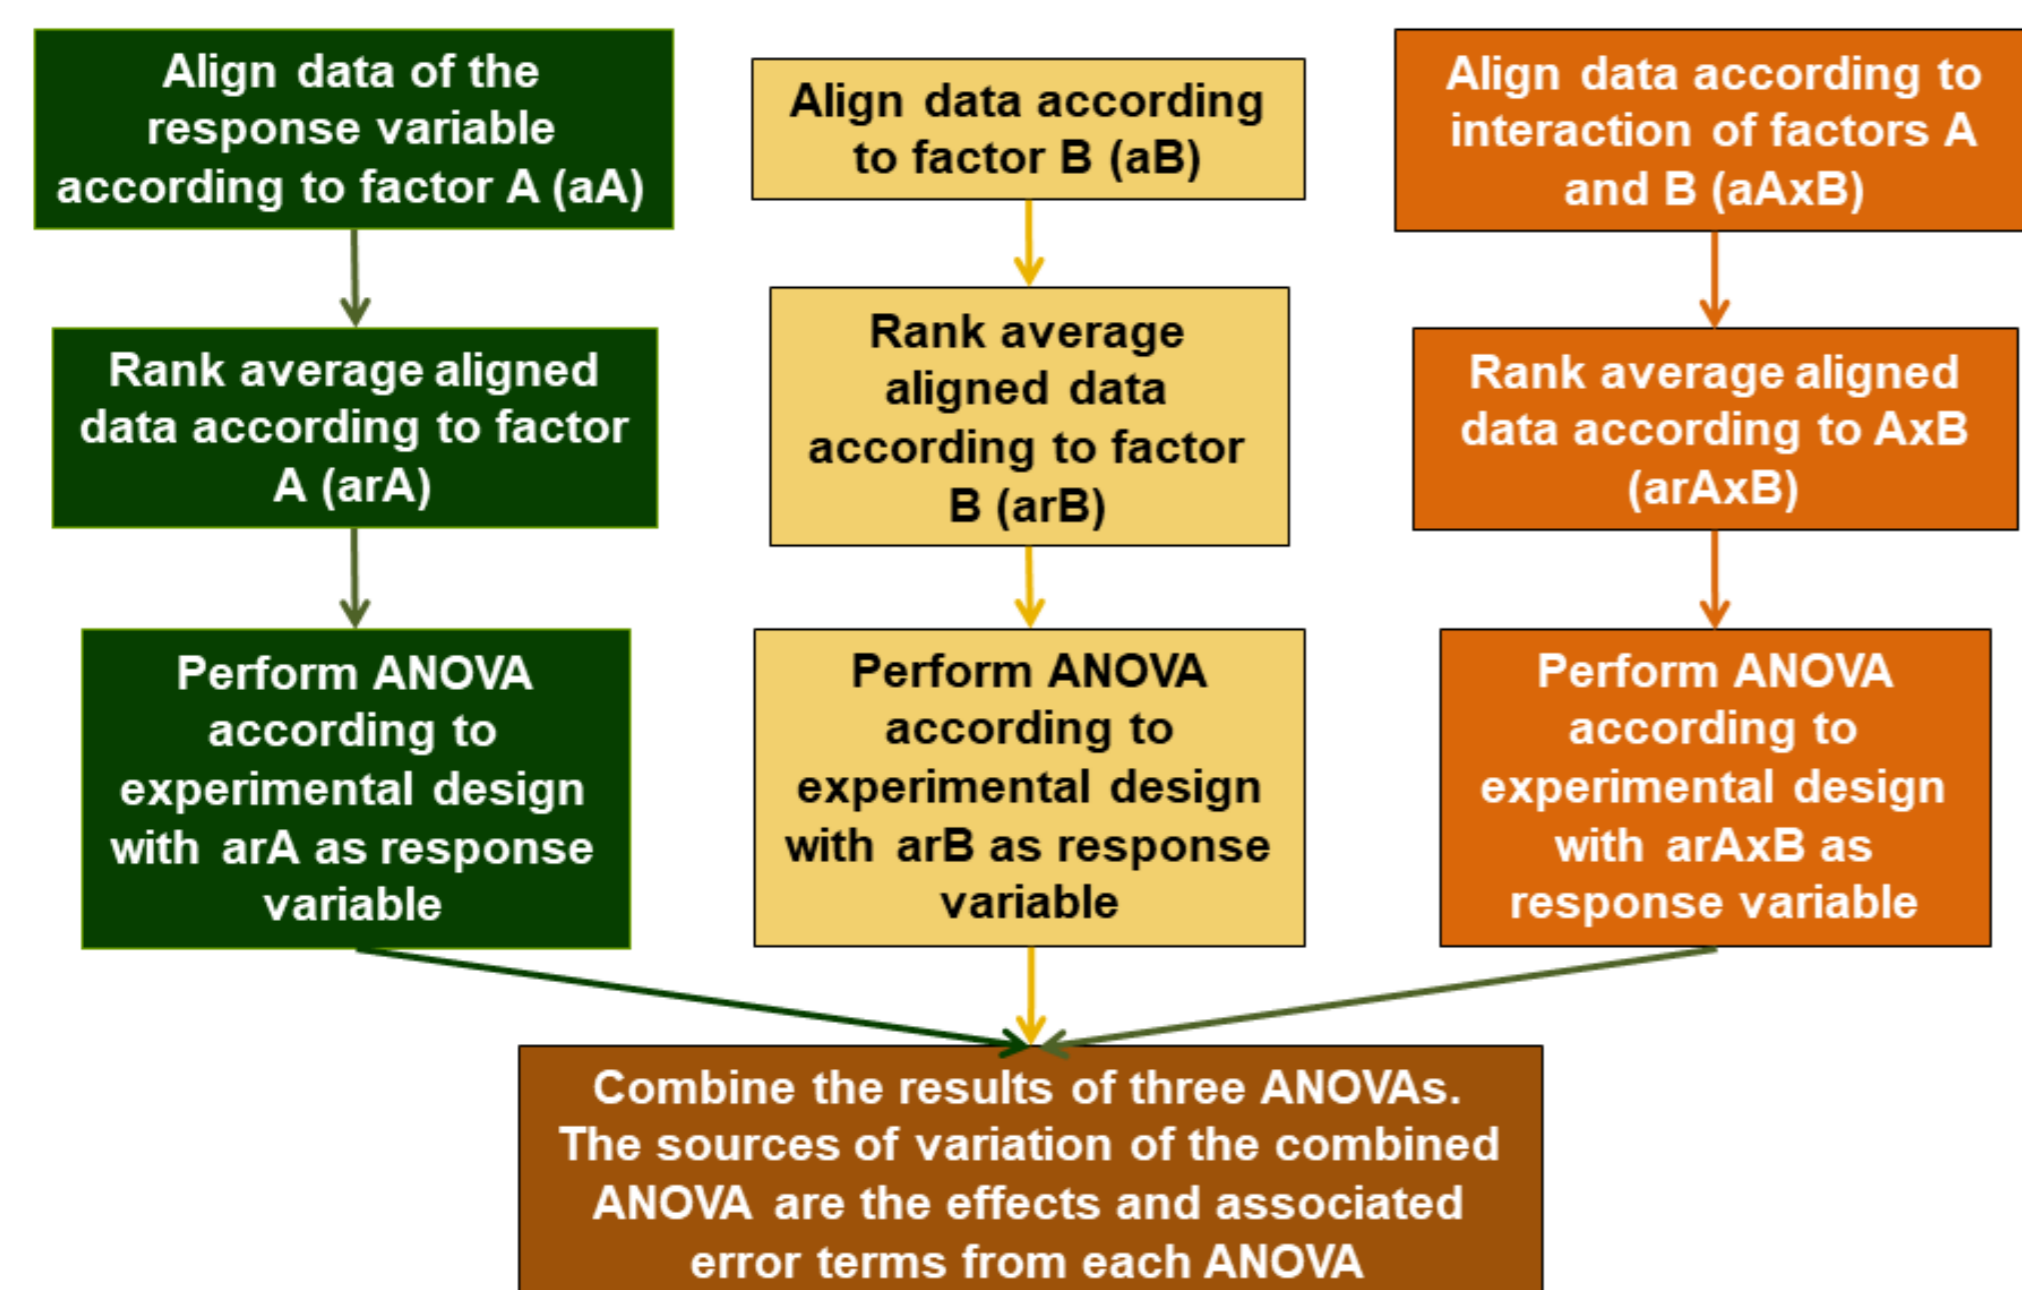 Align data of the
response variable
according to factor A (aA)
Rank average aligned
data according to factor
A (arA)
Perform ANOVA
according to
experimental design
with arA as response
variable
Align data according
to factor B (aB)
Rank average
aligned data
according to factor
B (arB)
Perform ANOVA
according to
experimental design
with arB as response
variable
Align data according to
interaction of factors A
and B (aAxB)
Rank average aligned
data according to AxB
(arAxB)
Perform ANOVA
according to
experimental design
with arAxB as
response variable
Combine the results of three ANOVAs.
The sources of variation of the combined
ANOVA are the effects and associated
error terms from each ANOVA